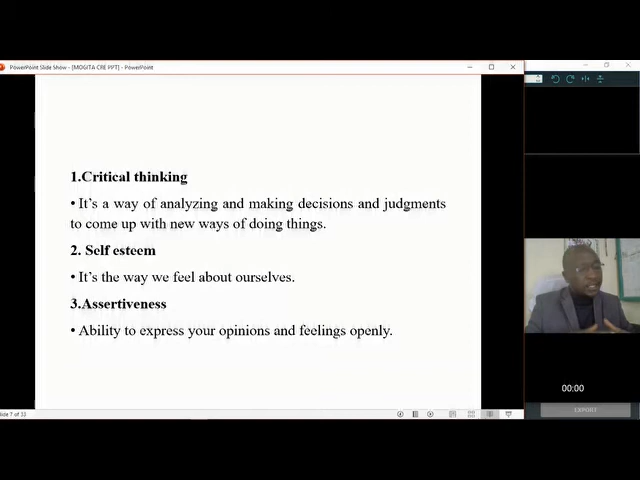 PowerPoint Slide Show - [MOGITA CRE PPT] - PowerPoint
1.Critical thinking
• It's a way of analyzing and making decisions and judgments
to come up with new ways of doing things.
2. Self esteem
• It's the way we feel about ourselves.
3.Assertiveness
• Ability to express your opinions and feelings openly.
00:00
EXPORT
Slide 7 of 33